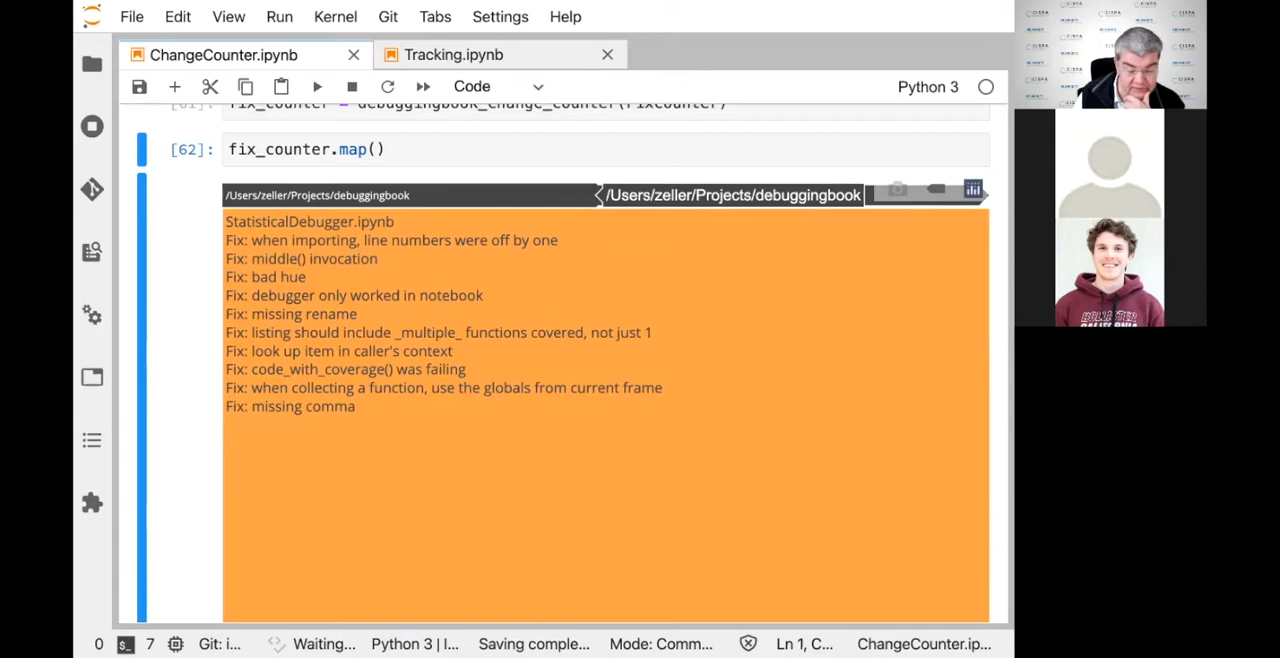 File Edit View Run Kernel Git Tabs Settings Help
ChangeCounter.ipynb
Tracking.ipynb
Code
Python 3
[61]: fix_counter = debuggingbook_change_counter(FixCounter)
[62]: fix_counter.map()
/Users/zeller/Projects/debuggingbook
/Users/zeller/Projects/debuggingbook
StatisticalDebugger.ipynb
Fix: when importing, line numbers were off by one
Fix: middle() invocation
Fix: bad hue
Fix: debugger only worked in notebook
Fix: missing rename
Fix: listing should include _multiple_ functions covered, not just 1
Fix: look up item in caller's context
Fix: code_with_coverage() was failing
Fix: when collecting a function, use the globals from current frame
Fix: missing comma
0 $_ 7 Git: i... Waiting... Python 3 | I... Saving comple... Mode: Comm... Ln 1, C... ChangeCounter.ip...
CISPA